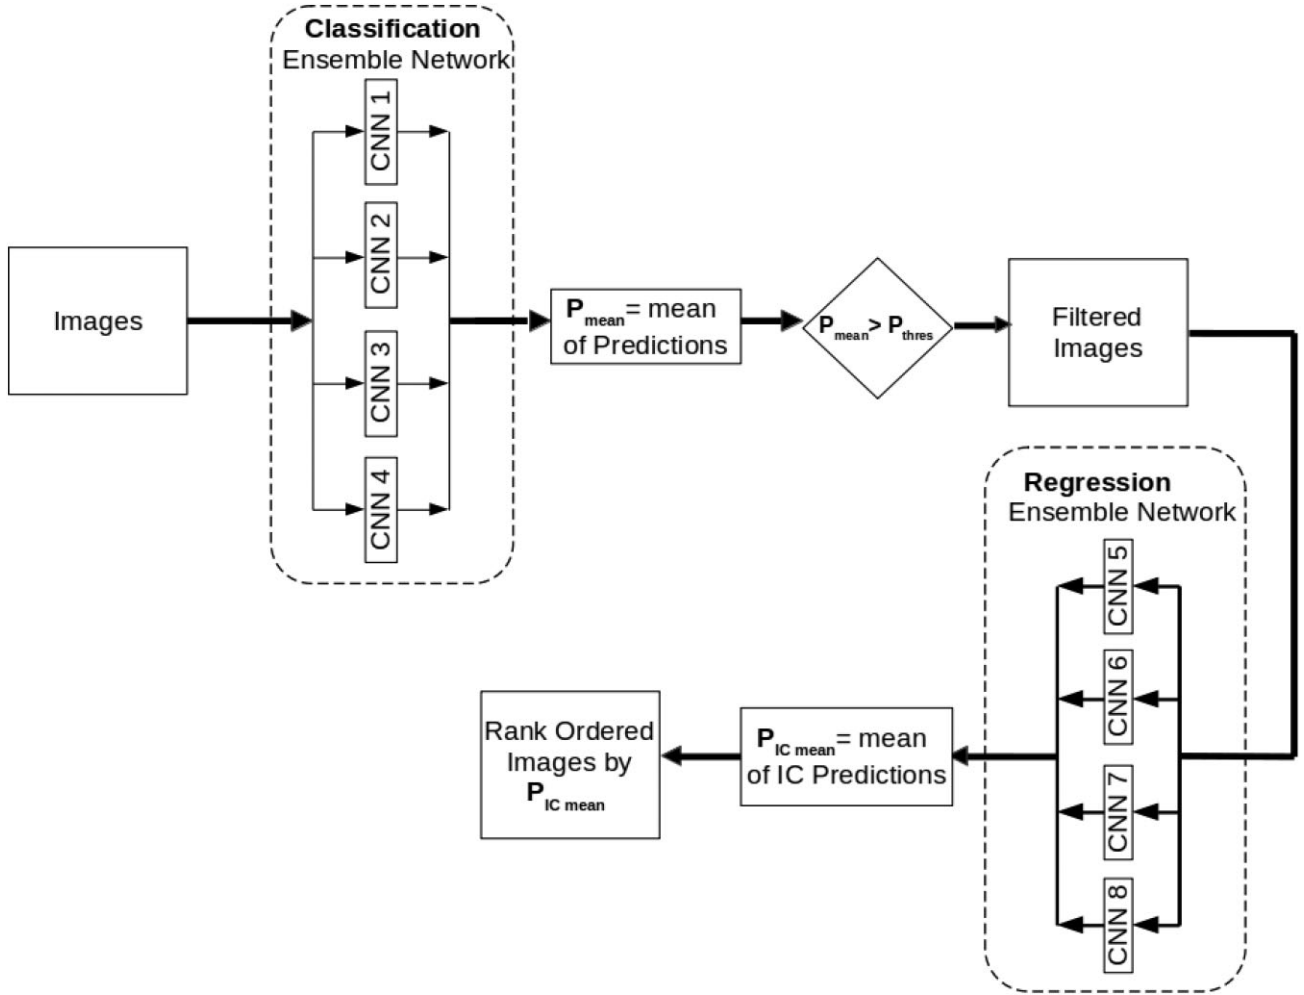 Classification
Ensemble Network
CNN 1
CNN 2
CNN 3
CNN 4
Images
Pmean= mean
of Predictions
Pmean> Pthres
Filtered
Images
Regression
Ensemble Network
CNN 5
CNN 6
CNN 7
CNN 8
PIC mean= mean
of IC Predictions
Rank Ordered
Images by
PIC mean